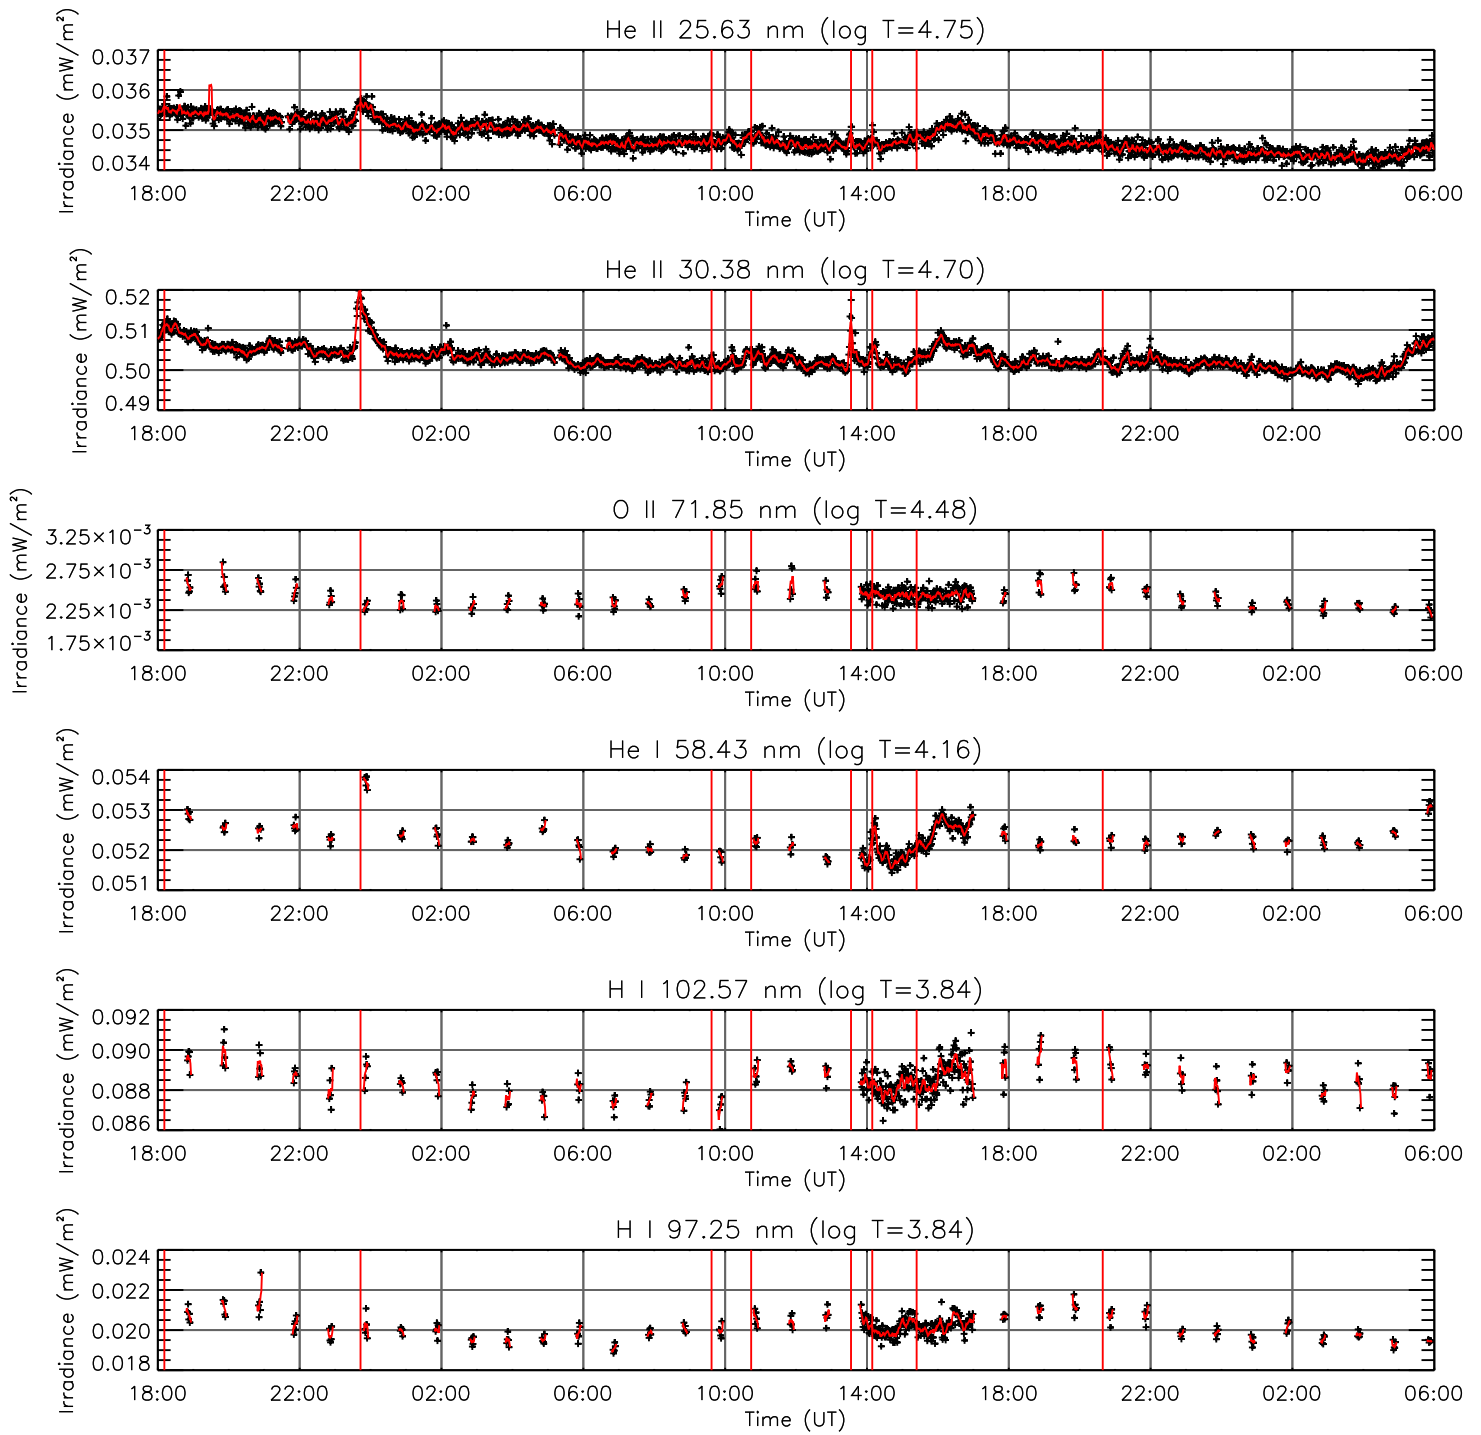 He II 25.63 nm (log T=4.75)
Irradiance (mW/m²)
0.037
0.036
0.035
0.034
18:00 22:00 02:00 06:00 10:00 14:00 18:00 22:00 02:00 06:00
Time (UT)
He II 30.38 nm (log T=4.70)
Irradiance (mW/m²)
0.52
0.51
0.50
0.49
18:00 22:00 02:00 06:00 10:00 14:00 18:00 22:00 02:00 06:00
Time (UT)
O II 71.85 nm (log T=4.48)
Irradiance (mW/m²)
3.25×10⁻³
2.75×10⁻³
2.25×10⁻³
1.75×10⁻³
18:00 22:00 02:00 06:00 10:00 14:00 18:00 22:00 02:00 06:00
Time (UT)
He I 58.43 nm (log T=4.16)
Irradiance (mW/m²)
0.054
0.053
0.052
0.051
18:00 22:00 02:00 06:00 10:00 14:00 18:00 22:00 02:00 06:00
Time (UT)
H I 102.57 nm (log T=3.84)
Irradiance (mW/m²)
0.092
0.090
0.088
0.086
18:00 22:00 02:00 06:00 10:00 14:00 18:00 22:00 02:00 06:00
Time (UT)
H I 97.25 nm (log T=3.84)
Irradiance (mW/m²)
0.024
0.022
0.020
0.018
18:00 22:00 02:00 06:00 10:00 14:00 18:00 22:00 02:00 06:00
Time (UT)